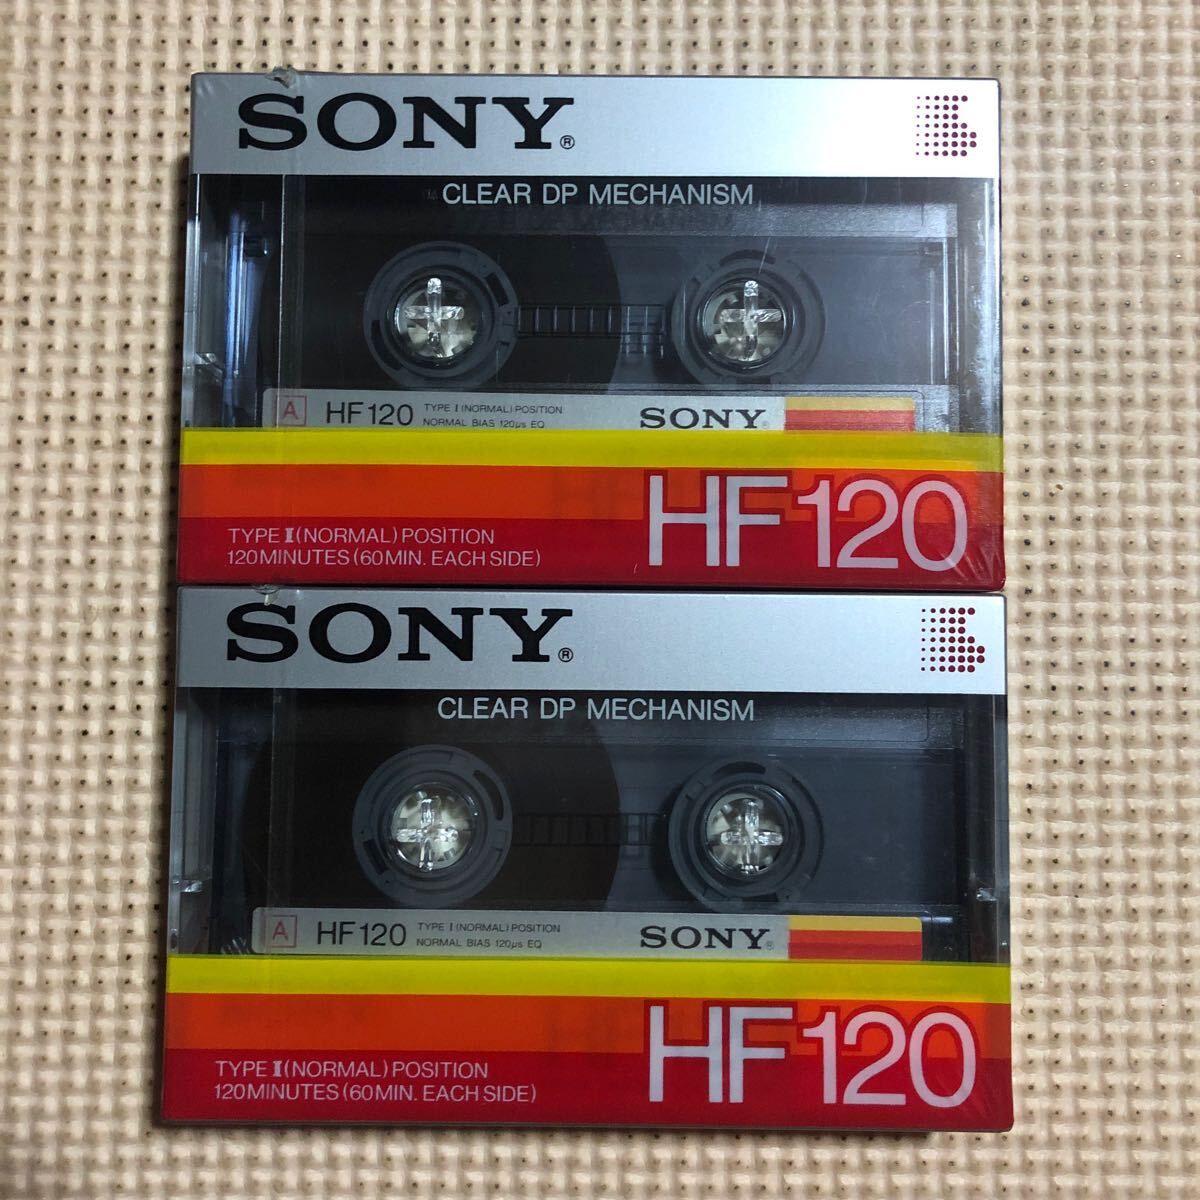 SONY®
CLEAR DP MECHANISM
A HF120 TYPE I (NORMAL) POSITION
NORMAL BIAS 120µs EQ
SONY®
HF120
TYPE I (NORMAL) POSITION
120 MINUTES (60 MIN. EACH SIDE)
SONY®
CLEAR DP MECHANISM
A HF120 TYPE I (NORMAL) POSITION
NORMAL BIAS 120µs EQ
SONY®
HF120
TYPE I (NORMAL) POSITION
120 MINUTES (60 MIN. EACH SIDE)